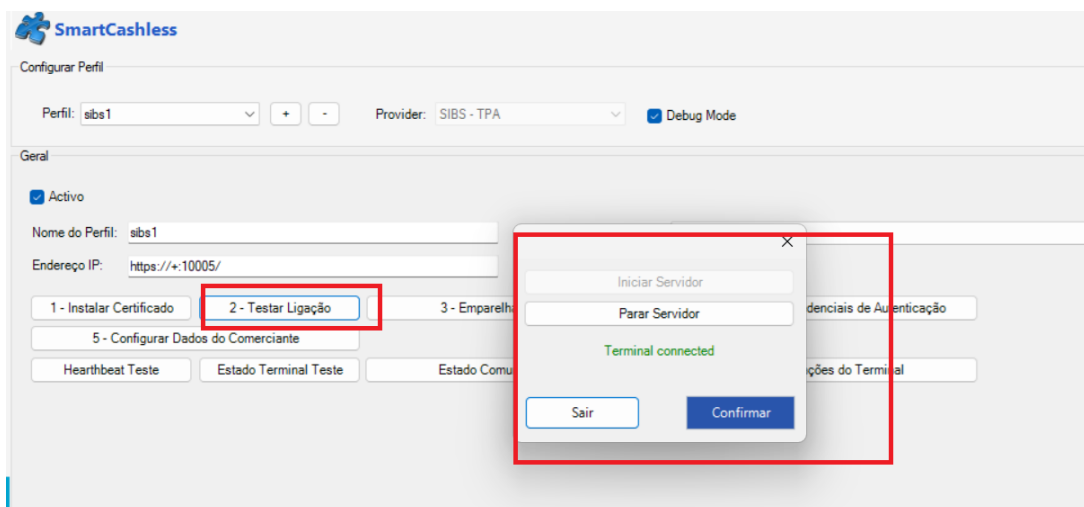 SmartCashless
Configurar Perfil
Perfil: sibs1 + - Provider: SIBS - TPA Debug Mode
Geral
Activo
Nome do Perfil: sibs1
Endereço IP: https://+:10005/
1 - Instalar Certificado 2 - Testar Ligação 3 - Emparelh denciais de Autenticação
5 - Configurar Dados do Comerciante
Hearthbeat Teste Estado Terminal Teste Estado Comu ções do Terminal
Iniciar Servidor
Parar Servidor
Terminal connected
Sair Confirmar